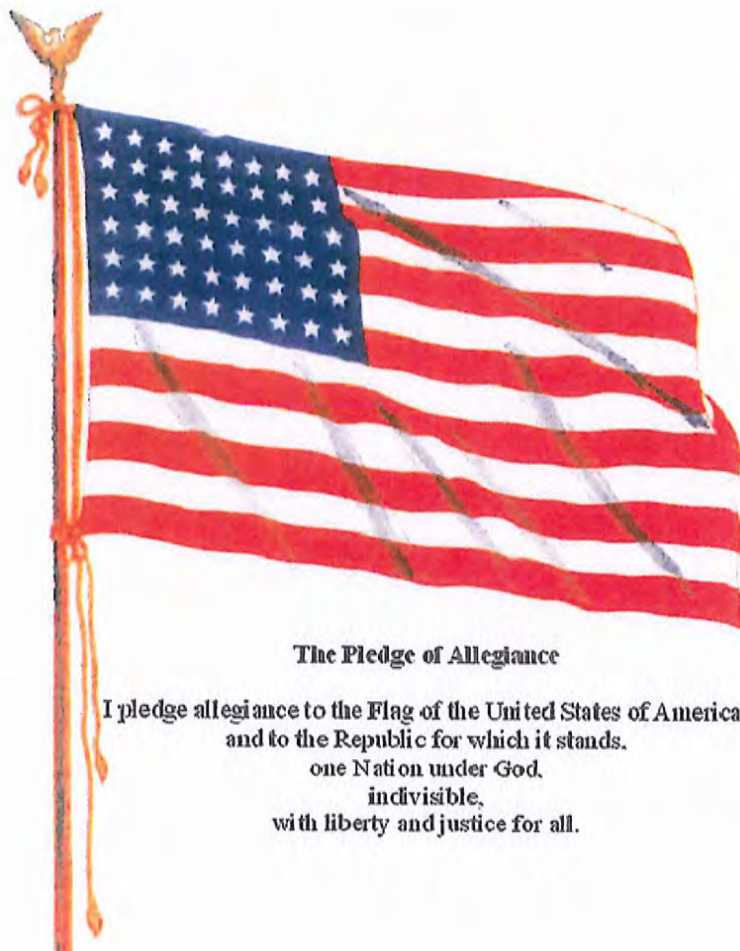 The Pledge of Allegiance
I pledge allegiance to the Flag of the United States of America
and to the Republic for which it stands.
one Nation under God,
indivisible,
with liberty and justice for all.